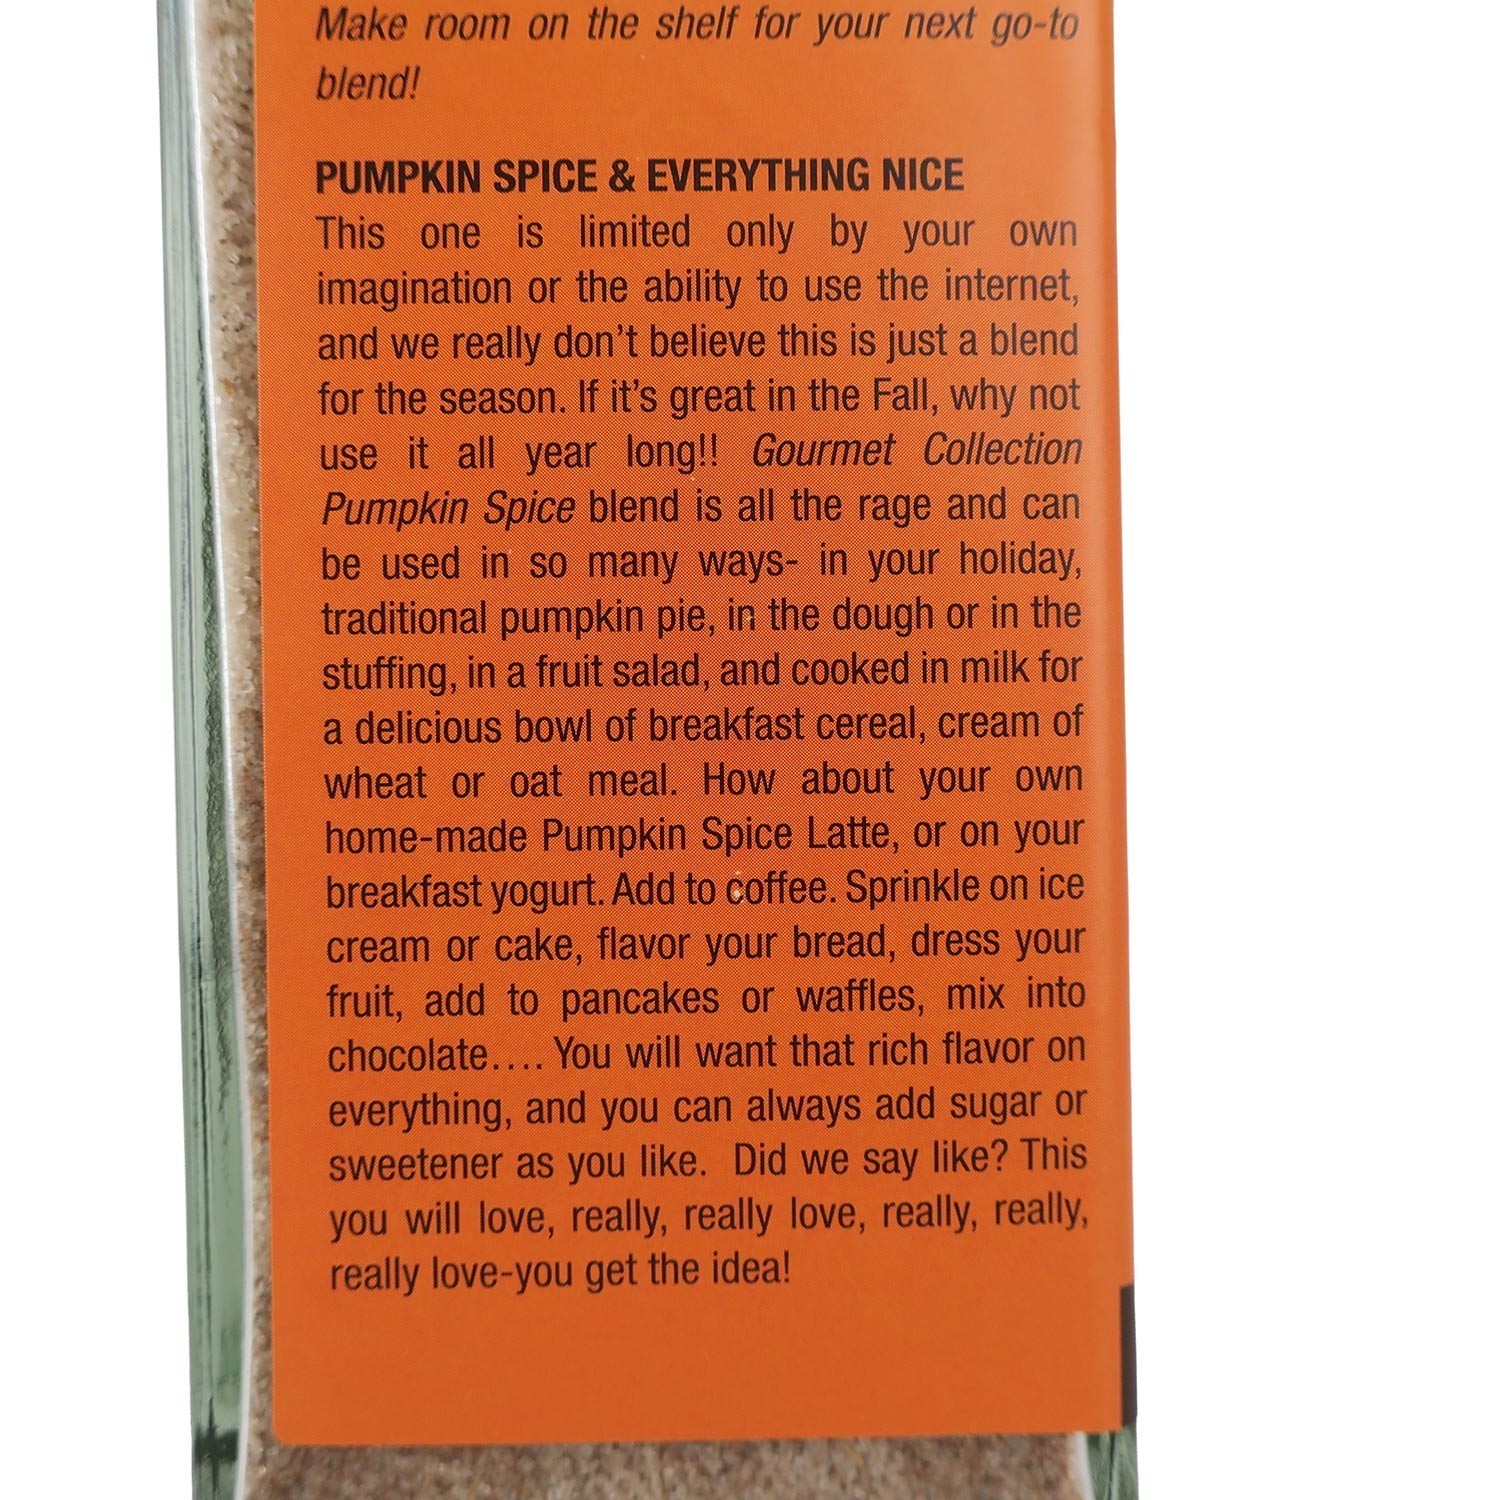 Make room on the shelf for your next go-to
blend!
PUMPKIN SPICE & EVERYTHING NICE
This one is limited only by your own
imagination or the ability to use the internet,
and we really don't believe this is just a blend
for the season. If it's great in the Fall, why not
use it all year long!! Gourmet Collection
Pumpkin Spice blend is all the rage and can
be used in so many ways- in your holiday,
traditional pumpkin pie, in the dough or in the
stuffing, in a fruit salad, and cooked in milk for
a delicious bowl of breakfast cereal, cream of
wheat or oat meal. How about your own
home-made Pumpkin Spice Latte, or on your
breakfast yogurt. Add to coffee. Sprinkle on ice
cream or cake, flavor your bread, dress your
fruit, add to pancakes or waffles, mix into
chocolate.... You will want that rich flavor on
everything, and you can always add sugar or
sweetener as you like. Did we say like? This
you will love, really, really love, really, really,
really love-you get the idea!